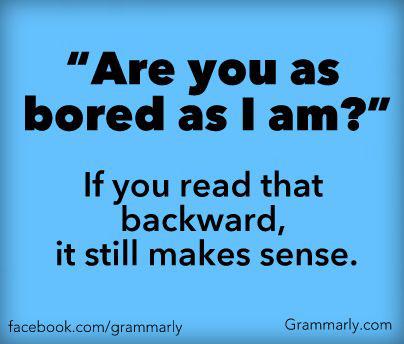 “Are you as
bored as I am?”
If you read that
backward,
it still makes sense.
facebook.com/grammarly
Grammarly.com